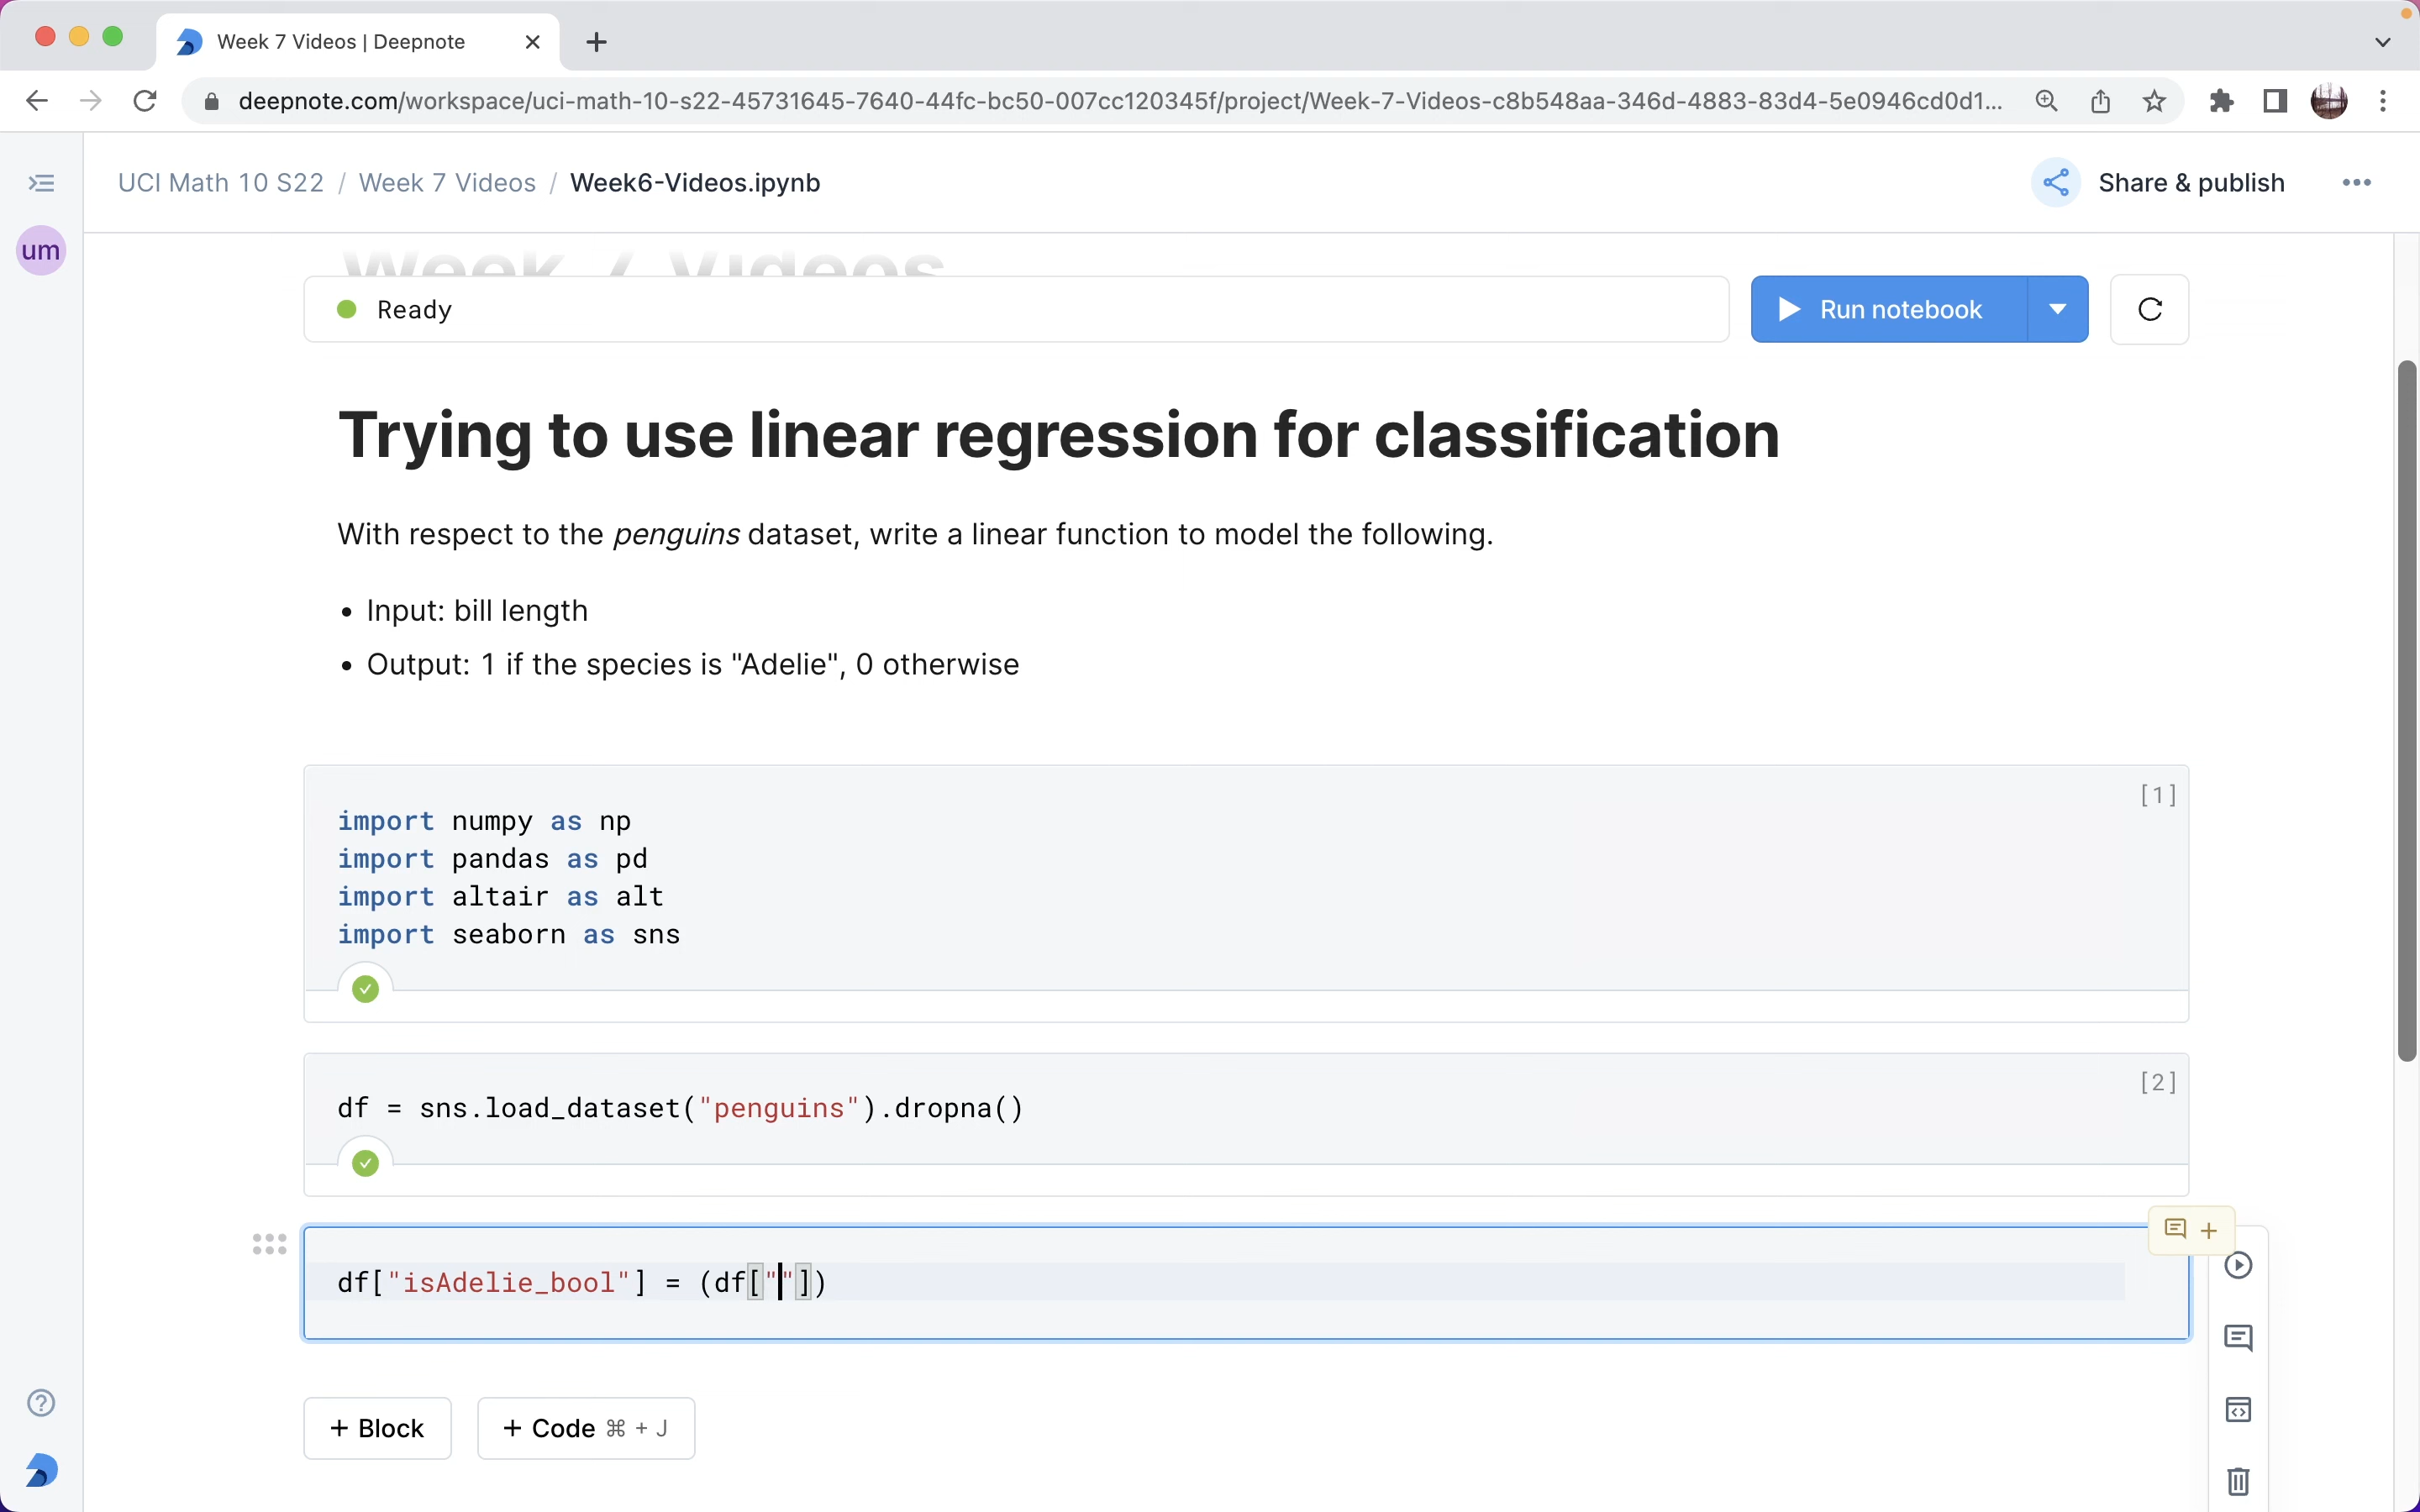 Week 7 Videos | Deepnote
deepnote.com/workspace/uci-math-10-s22-45731645-7640-44fc-bc50-007cc120345f/project/Week-7-Videos-c8b548aa-346d-4883-83d4-5e0946cd0d1...
UCI Math 10 S22 / Week 7 Videos / Week6-Videos.ipynb
Share & publish
um
Week 7 Videos
Ready
Run notebook
Trying to use linear regression for classification
With respect to the penguins dataset, write a linear function to model the following.
• Input: bill length
• Output: 1 if the species is "Adelie", 0 otherwise
[1]
import numpy as np
import pandas as pd
import altair as alt
import seaborn as sns
[2]
df = sns.load_dataset("penguins").dropna()
df["isAdelie_bool"] = (df[""])
+ Block
+ Code ⌘ + J